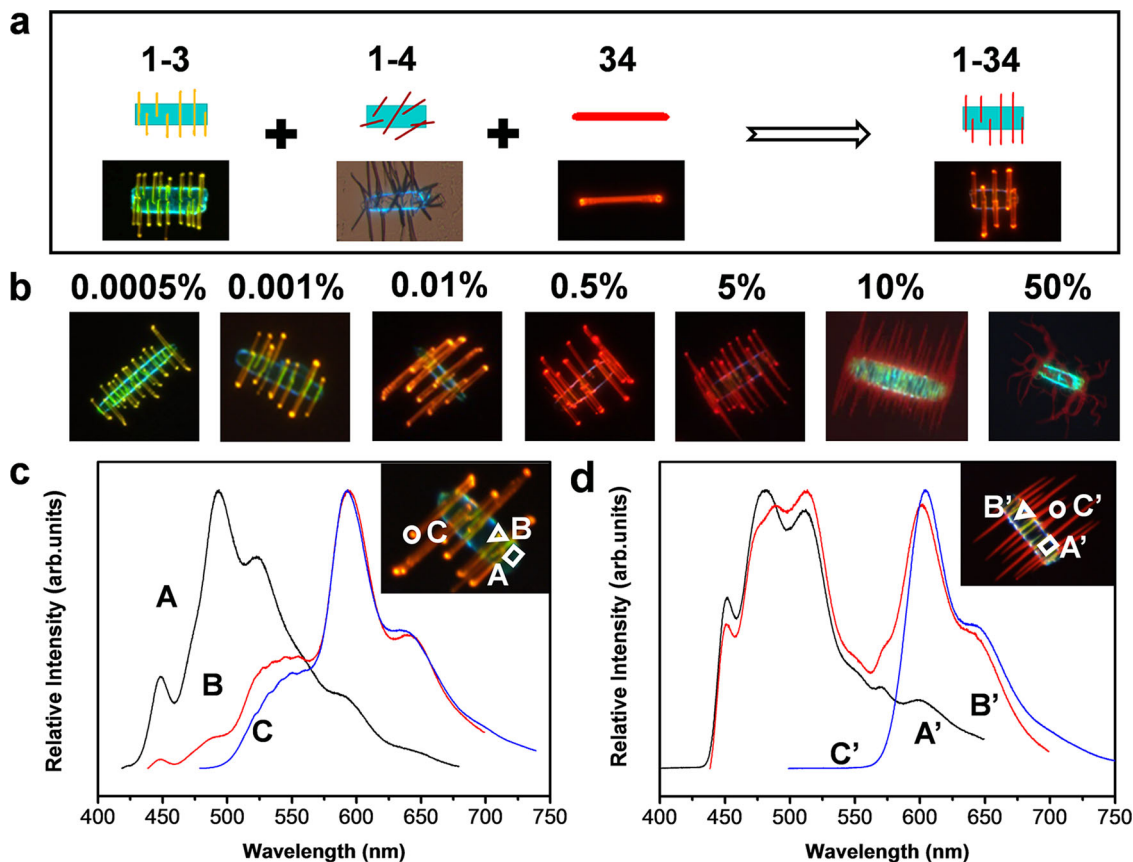 a
1-3 1-4 34 1-34
+ + 
b
0.0005% 0.001% 0.01% 0.5% 5% 10% 50%
c
Relative Intensity (arb.units)
A
B
C
C
B
A
400 450 500 550 600 650 700 750
Wavelength (nm)
d
Relative Intensity (arb.units)
B’ C’
A’
B’
A’
C’
400 450 500 550 600 650 700 750
Wavelength (nm)